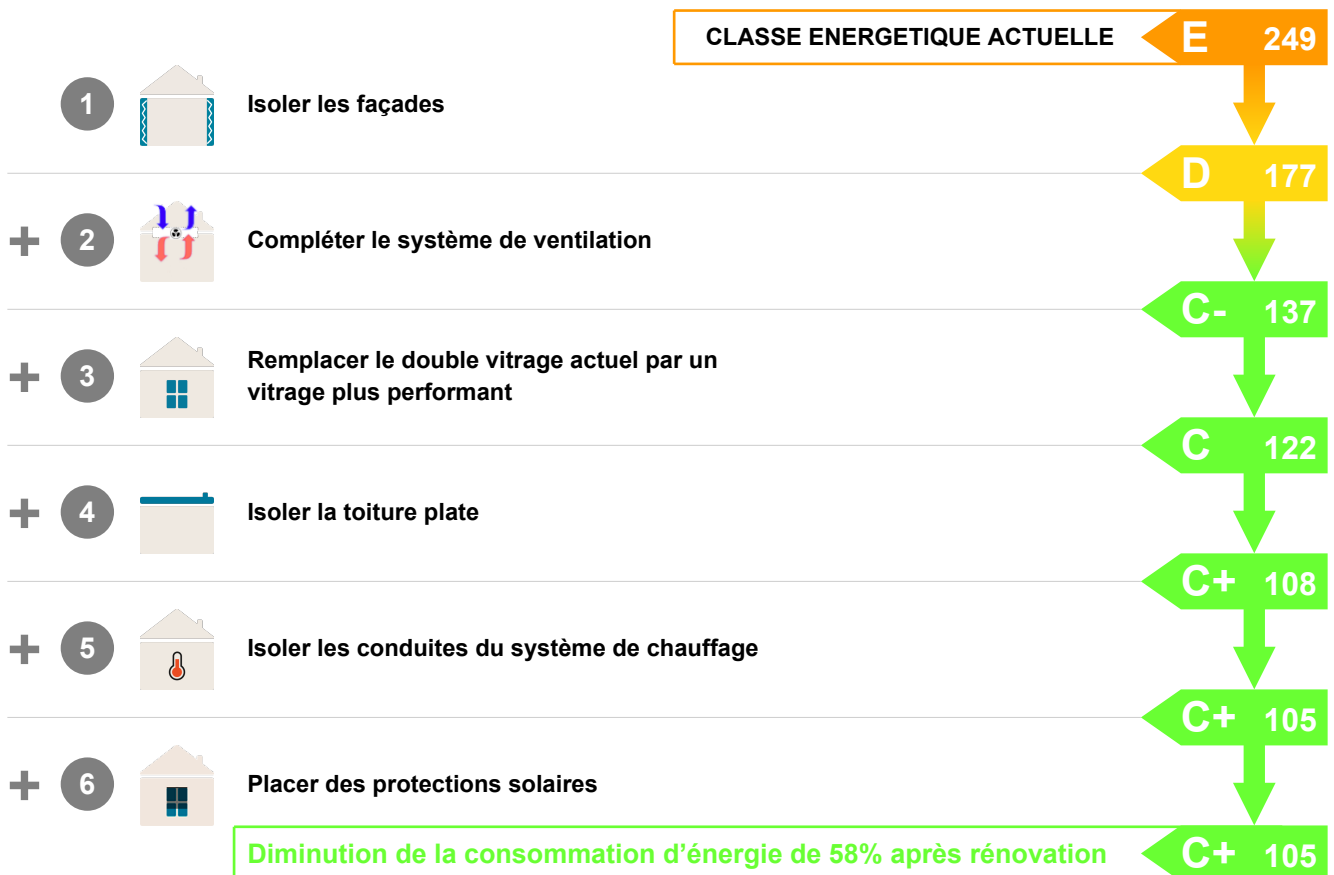 CLASSE ENERGETIQUE ACTUELLE E 249
1 Isoler les façades
D 177
+ 2 Compléter le système de ventilation
C- 137
+ 3 Remplacer le double vitrage actuel par un
vitrage plus performant
C 122
+ 4 Isoler la toiture plate
C+ 108
+ 5 Isoler les conduites du système de chauffage
C+ 105
+ 6 Placer des protections solaires
Diminution de la consommation d’énergie de 58% après rénovation C+ 105